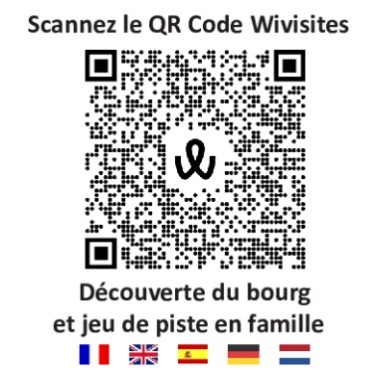 Scannez le QR Code Wivisites
Découverte du bourg
et jeu de piste en famille